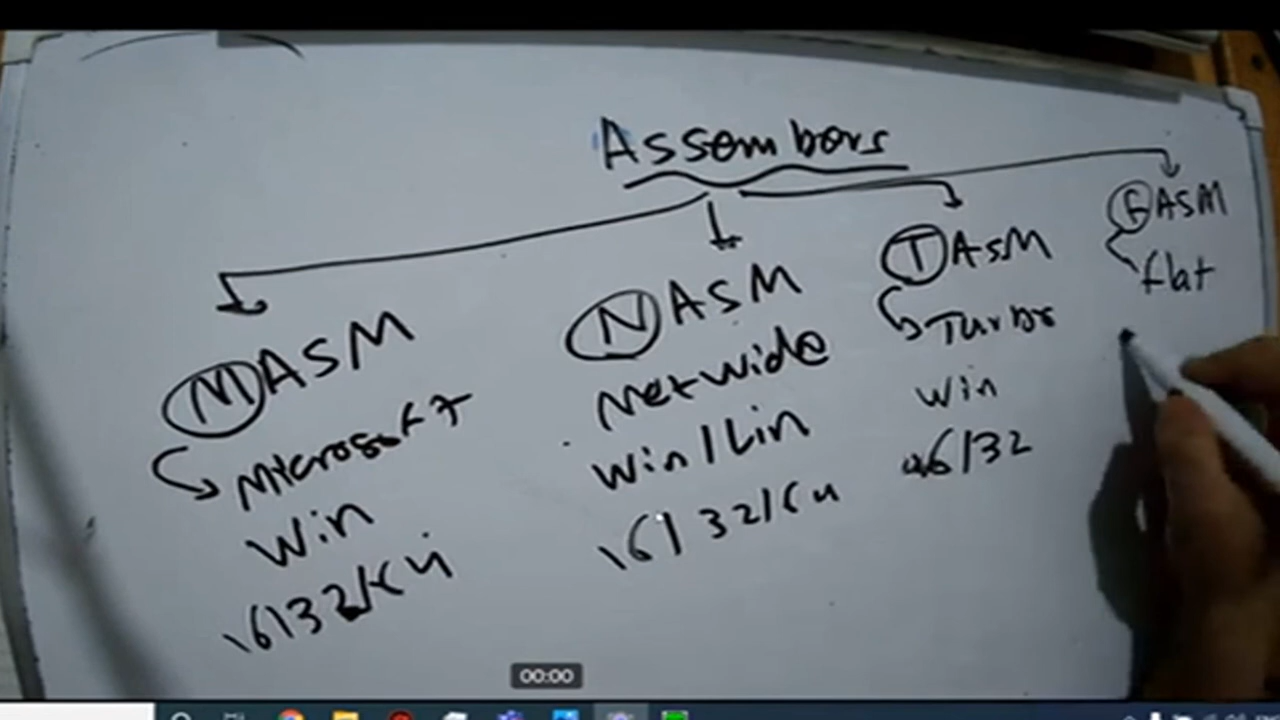 Assembers
MASM
Microsoft
Win
16/32/64
NASM
Netwide
Win/Lin
16/32/64
TASM
Turbo
Win
16/32
FASM
flat
00:00